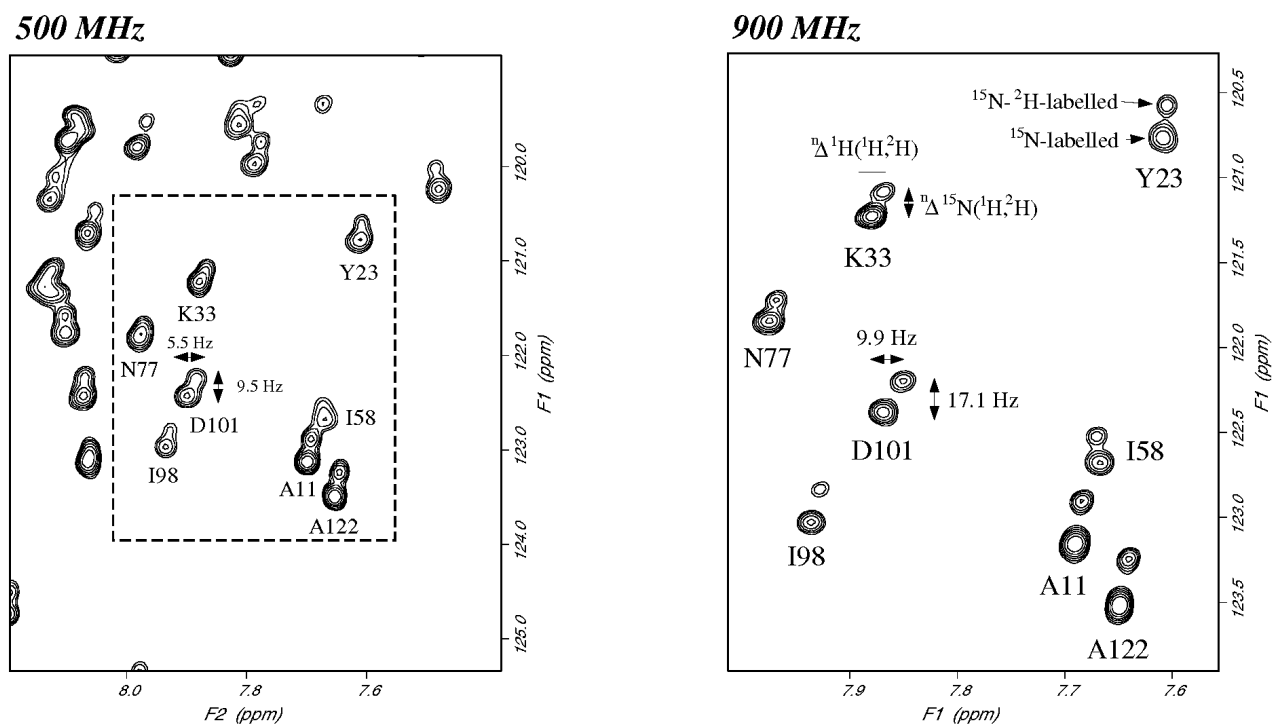 500 MHz
120.0
121.0
Y23
K33
122.0
N77
5.5 Hz
9.5 Hz
D101
I58
I98
123.0
A11
A122
124.0
125.0
F1 (ppm)
8.0 7.8 7.6
F2 (ppm)
900 MHz
120.5
¹⁵N-²H-labelled
¹⁵N-labelled
Y23
ⁿΔ¹H(¹H,²H)
121.0
ⁿΔ¹⁵N(¹H,²H)
K33
121.5
N77
9.9 Hz
122.0
17.1 Hz
D101
I58
122.5
I98
123.0
A11
A122
123.5
F1 (ppm)
7.9 7.8 7.7 7.6
F1 (ppm)